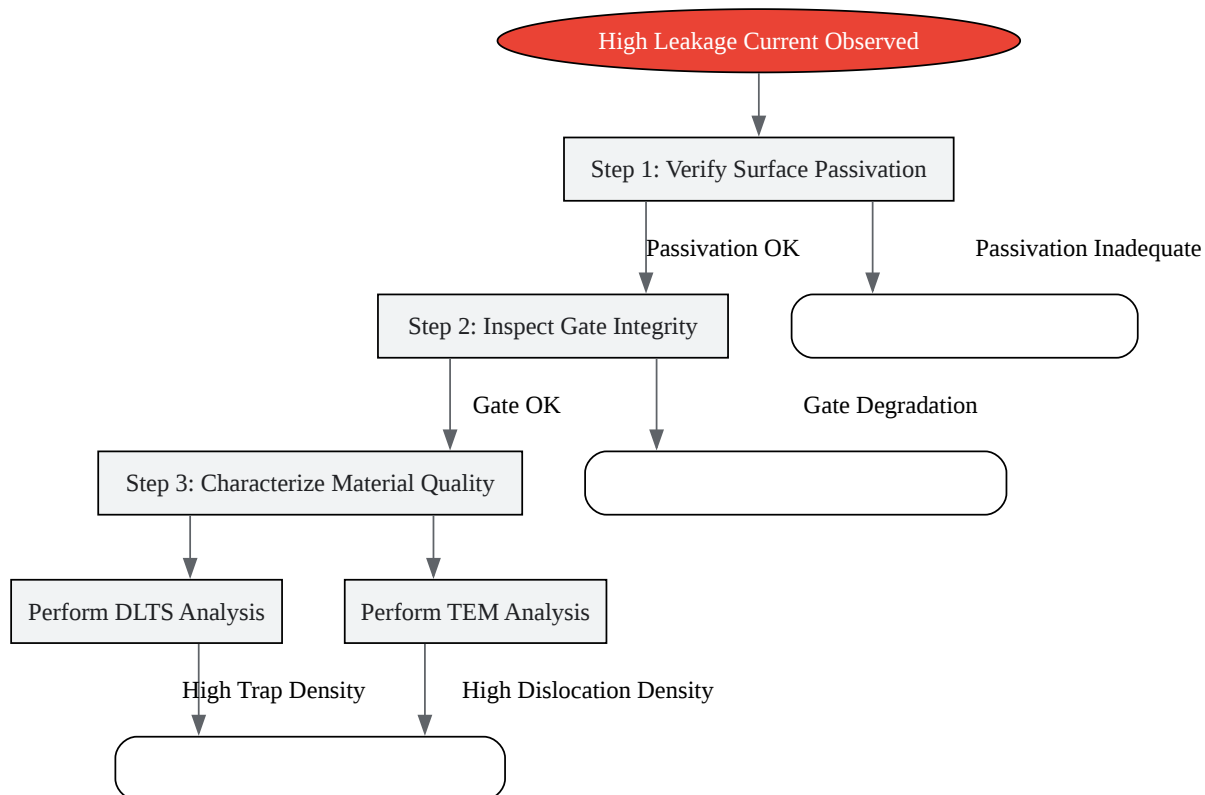 High Leakage Current Observed
Step 1: Verify Surface Passivation
Passivation OK
Passivation Inadequate
Step 2: Inspect Gate Integrity
Gate OK
Gate Degradation
Step 3: Characterize Material Quality
Perform DLTS Analysis
Perform TEM Analysis
High Trap Density
High Dislocation Density